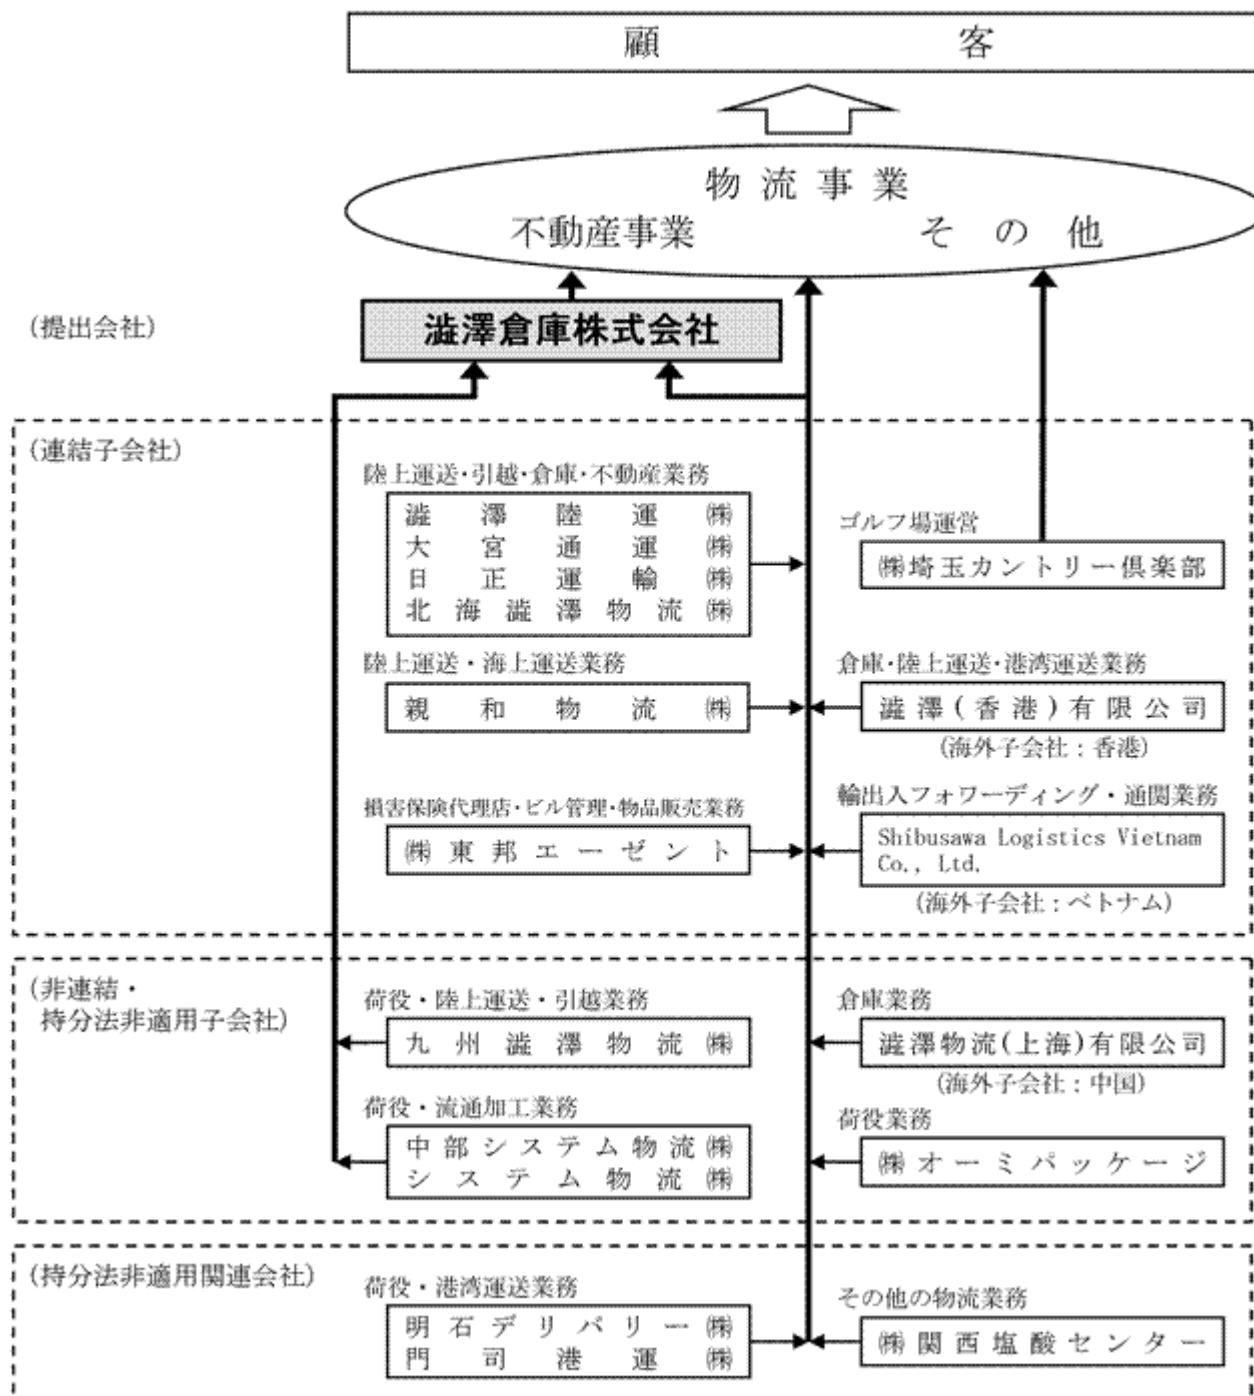 顧客
物流事業
不動産事業 その他
(提出会社)
澁澤倉庫株式会社
(連結子会社)
陸上運送・引越・倉庫・不動産業務
澁澤陸運㈱
大宮通運㈱
日正運輸㈱
北海澁澤物流㈱
ゴルフ場運営
㈱埼玉カントリー倶楽部
陸上運送・海上運送業務
親和物流㈱
倉庫・陸上運送・港湾運送業務
澁澤(香港)有限公司
(海外子会社:香港)
損害保険代理店・ビル管理・物品販売業務
㈱東邦エーゼント
輸出入フォワーディング・通関業務
Shibusawa Logistics Vietnam
Co., Ltd.
(海外子会社:ベトナム)
(非連結・
持分法非適用子会社)
荷役・陸上運送・引越業務
九州澁澤物流㈱
倉庫業務
澁澤物流(上海)有限公司
(海外子会社:中国)
荷役・流通加工業務
中部システム物流㈱
システム物流㈱
荷役業務
㈱オーミパッケージ
(持分法非適用関連会社)
荷役・港湾運送業務
明石デリバリー㈱
門司港運㈱
その他の物流業務
㈱関西塩酸センター